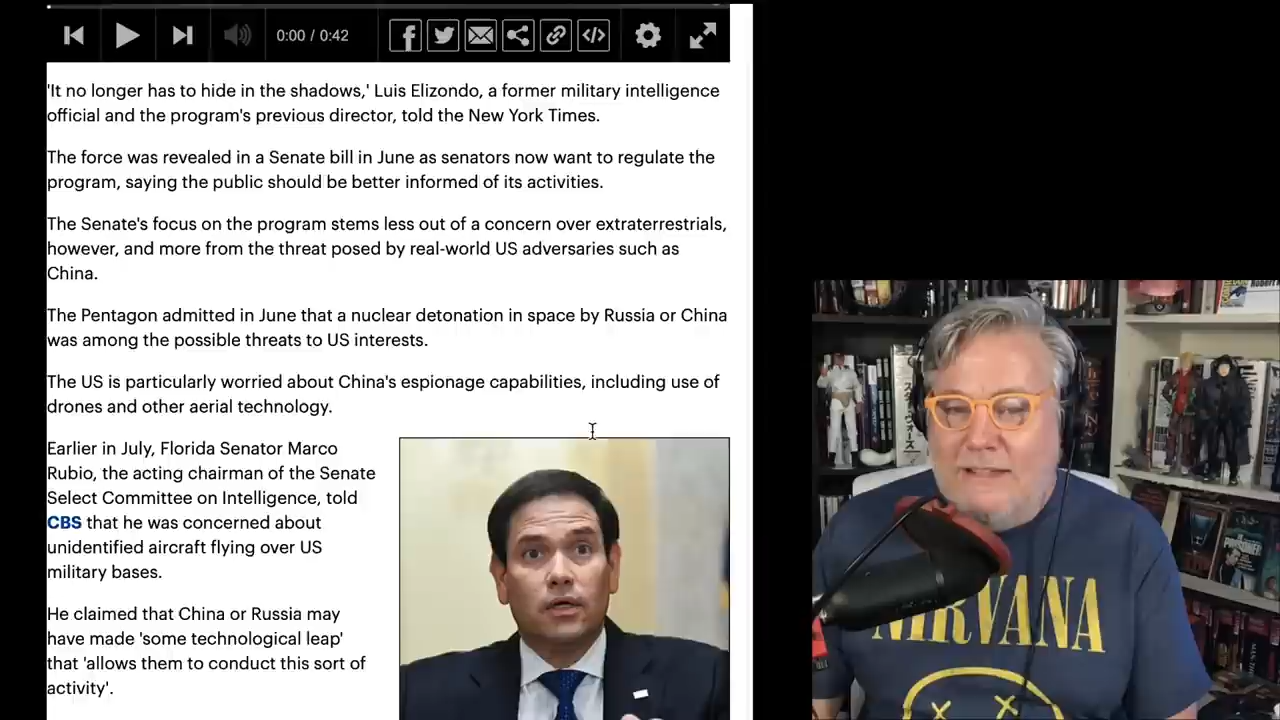 0:00 / 0:42
'It no longer has to hide in the shadows,' Luis Elizondo, a former military intelligence
official and the program's previous director, told the New York Times.
The force was revealed in a Senate bill in June as senators now want to regulate the
program, saying the public should be better informed of its activities.
The Senate's focus on the program stems less out of a concern over extraterrestrials,
however, and more from the threat posed by real-world US adversaries such as
China.
The Pentagon admitted in June that a nuclear detonation in space by Russia or China
was among the possible threats to US interests.
The US is particularly worried about China's espionage capabilities, including use of
drones and other aerial technology.
Earlier in July, Florida Senator Marco
Rubio, the acting chairman of the Senate
Select Committee on Intelligence, told
CBS that he was concerned about
unidentified aircraft flying over US
military bases.
He claimed that China or Russia may
have made 'some technological leap'
that 'allows them to conduct this sort of
activity'.
NIRVANA